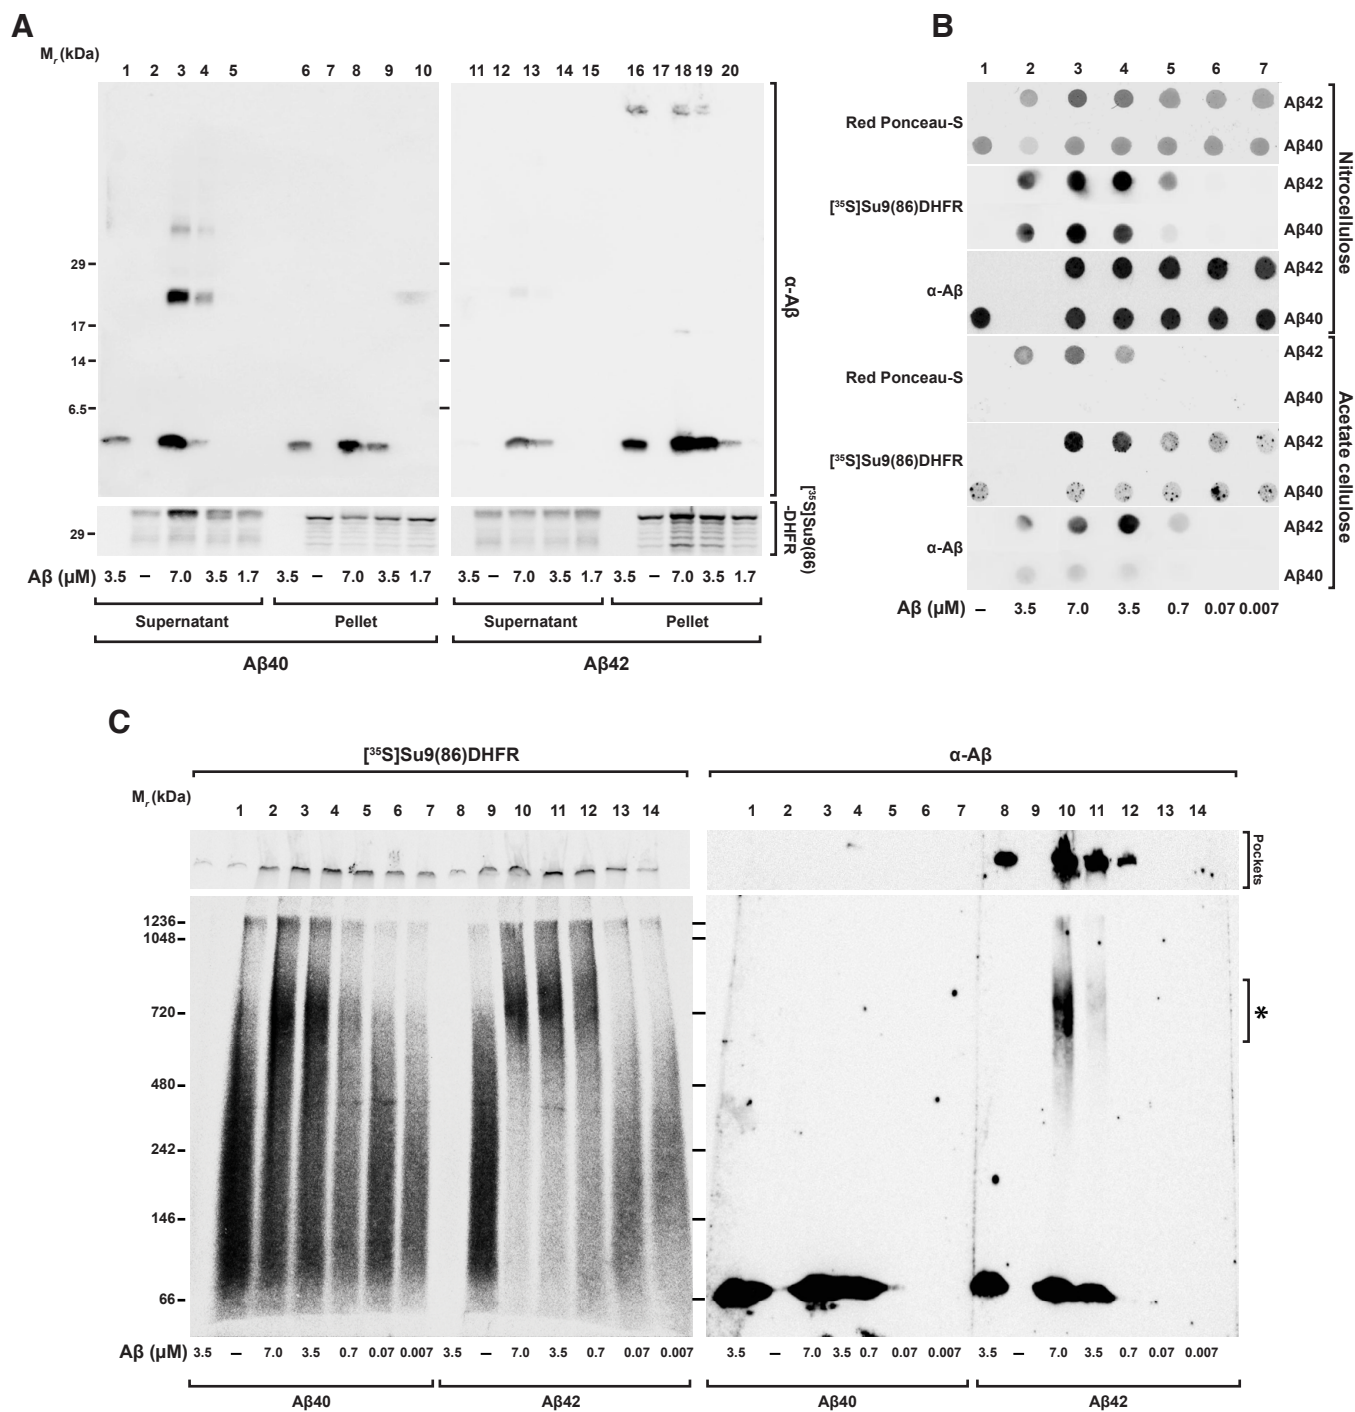 A
M_r (kDa)
1 2 3 4 5 6 7 8 9 10 11 12 13 14 15 16 17 18 19 20
29
17
14
6.5
α-Aβ
29
[³⁵S]Su9(86)
-DHFR
Aβ (μM) 3.5 – 7.0 3.5 1.7 3.5 – 7.0 3.5 1.7 3.5 – 7.0 3.5 1.7 3.5 – 7.0 3.5 1.7
Supernatant Pellet Supernatant Pellet
Aβ40 Aβ42
B
1 2 3 4 5 6 7
Red Ponceau-S
Aβ42
Aβ40
[³⁵S]Su9(86)DHFR
Aβ42
Aβ40
α-Aβ
Aβ42
Aβ40
Nitrocellulose
Red Ponceau-S
Aβ42
Aβ40
[³⁵S]Su9(86)DHFR
Aβ42
Aβ40
α-Aβ
Aβ42
Aβ40
Acetate cellulose
Aβ (μM) – 3.5 7.0 3.5 0.7 0.07 0.007
C
[³⁵S]Su9(86)DHFR α-Aβ
M_r (kDa)
1 2 3 4 5 6 7 8 9 10 11 12 13 14 1 2 3 4 5 6 7 8 9 10 11 12 13 14
Pockets
1236
1048
720
480
242
146
66
*
Aβ (μM) 3.5 – 7.0 3.5 0.7 0.07 0.007 3.5 – 7.0 3.5 0.7 0.07 0.007 3.5 – 7.0 3.5 0.7 0.07 0.007 3.5 – 7.0 3.5 0.7 0.07 0.007
Aβ40 Aβ42 Aβ40 Aβ42